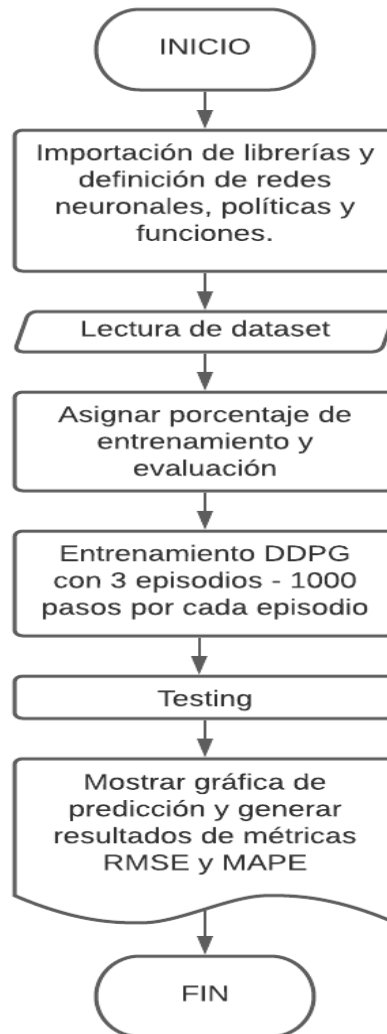 INICIO
Importación de librerías y
definición de redes
neuronales, políticas y
funciones.
Lectura de dataset
Asignar porcentaje de
entrenamiento y
evaluación
Entrenamiento DDPG
con 3 episodios - 1000
pasos por cada episodio
Testing
Mostrar gráfica de
predicción y generar
resultados de métricas
RMSE y MAPE
FIN